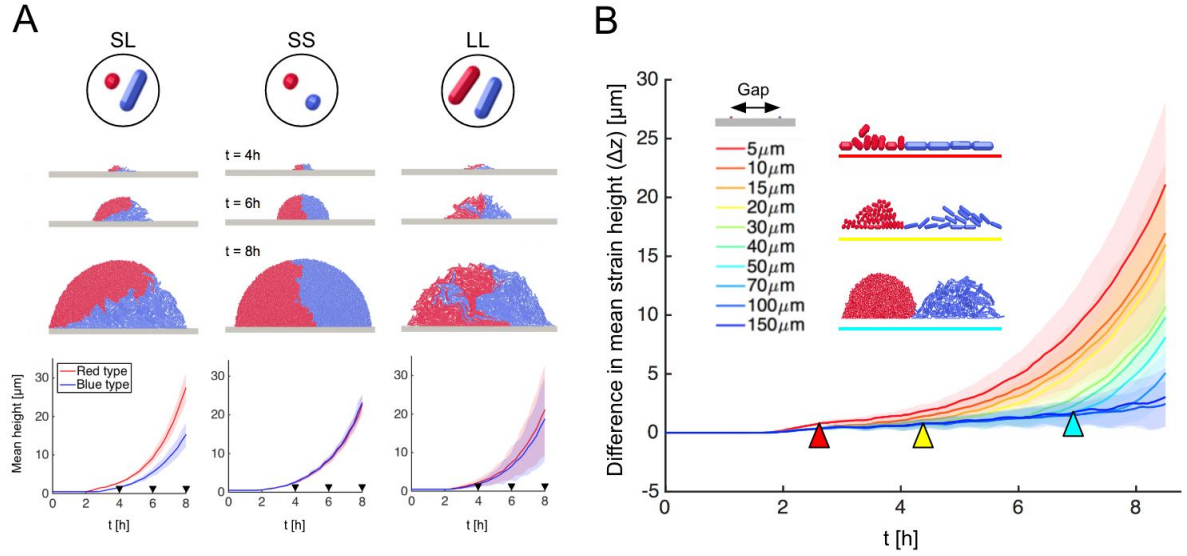 A
SL
SS
LL
t = 4h
t = 6h
t = 8h
Mean height [µm]
30
20
10
0
Red type
Blue type
0 2 4 6 8
t [h]
30
20
10
0
0 2 4 6 8
t [h]
30
20
10
0
0 2 4 6 8
t [h]
B
Difference in mean strain height (Δz) [µm]
30
25
20
15
10
5
0
-5
Gap
5µm
10µm
15µm
20µm
30µm
40µm
50µm
70µm
100µm
150µm
0 2 4 6 8
t [h]